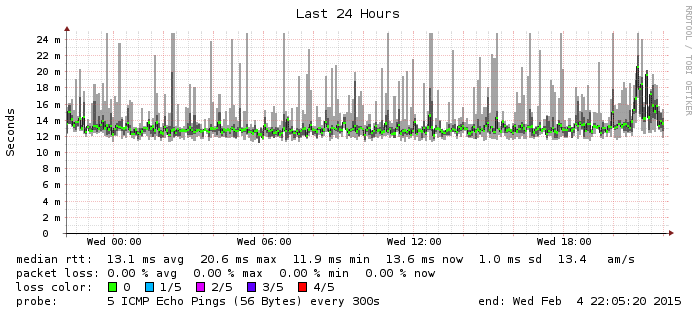 Last 24 Hours
RRDTOOL / TOBI OETIKER
Seconds
24 m
22 m
20 m
18 m
16 m
14 m
12 m
10 m
8 m
6 m
4 m
2 m
0
Wed 00:00 Wed 06:00 Wed 12:00 Wed 18:00
median rtt: 13.1 ms avg 20.6 ms max 11.9 ms min 13.6 ms now 1.0 ms sd 13.4 am/s
packet loss: 0.00 % avg 0.00 % max 0.00 % min 0.00 % now
loss color: 0 1/5 2/5 3/5 4/5
probe: 5 ICMP Echo Pings (56 Bytes) every 300s end: Wed Feb 4 22:05:20 2015